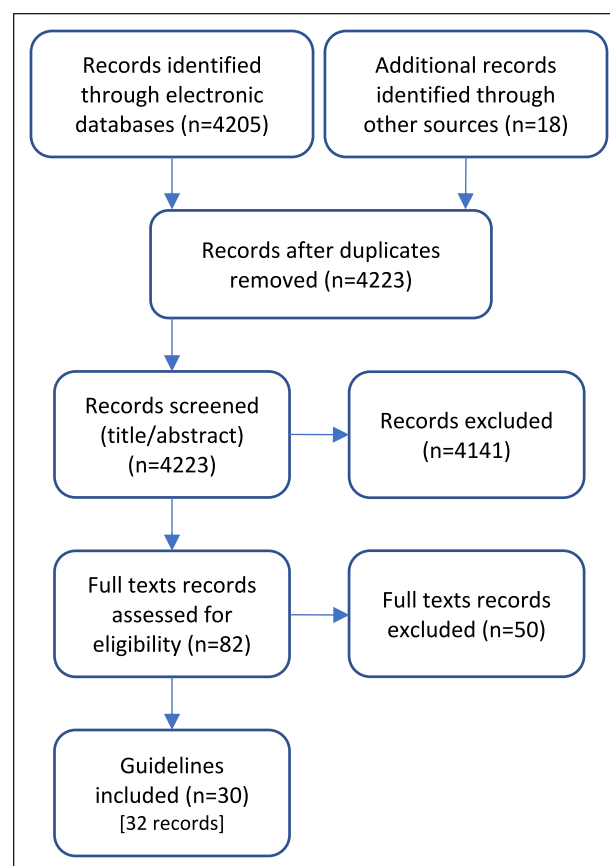 Records identified
through electronic
databases (n=4205)
Additional records
identified through
other sources (n=18)
Records after duplicates
removed (n=4223)
Records screened
(title/abstract)
(n=4223)
Records excluded
(n=4141)
Full texts records
assessed for
eligibility (n=82)
Full texts records
excluded (n=50)
Guidelines
included (n=30)
[32 records]